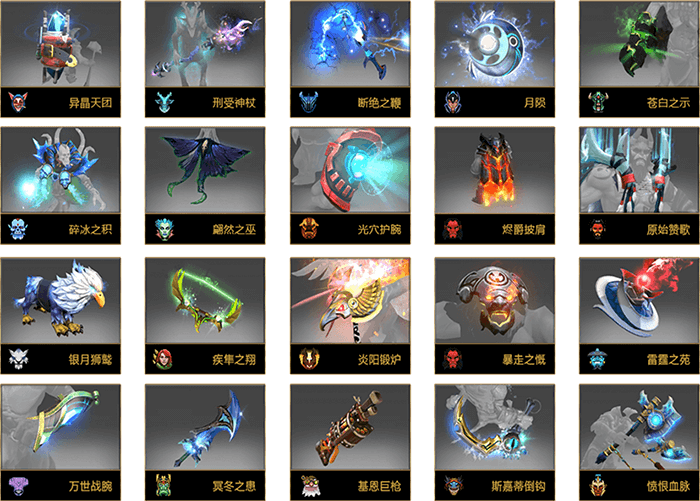 异晶天团
刑受神杖
断绝之鞭
月陨
苍白之示
碎冰之积
翩然之巫
光穴护腕
烬爵披肩
原始赞歌
银月狮鹫
疾隼之翔
炎阳锻炉
暴走之慨
雷霆之苑
万世战腕
冥冬之患
基恩巨枪
斯嘉蒂倒钩
愤恨血脉